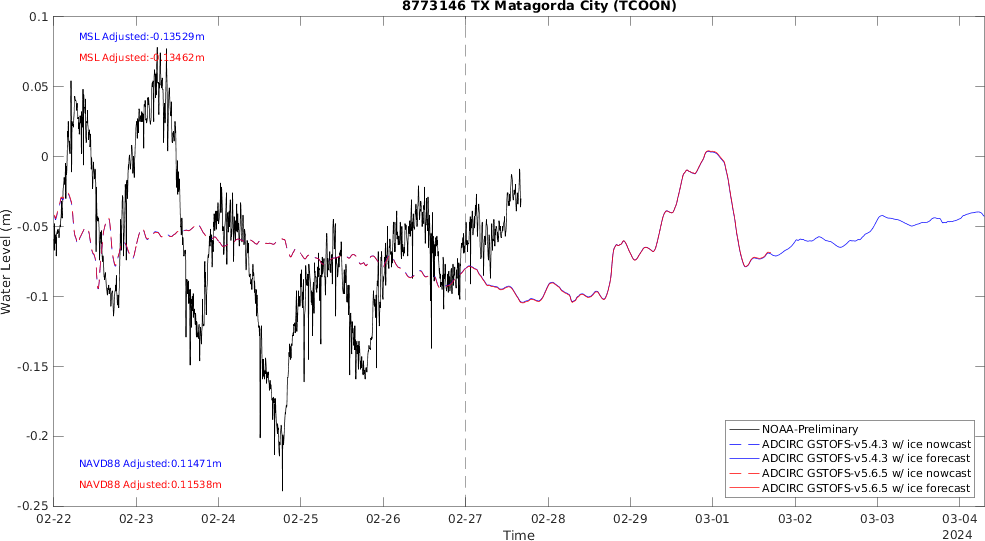 8773146 TX Matagorda City (TCOON)
0.1
0.05
0
-0.05
-0.1
-0.15
-0.2
-0.25
Water Level (m)
MSL Adjusted:-0.13529m
MSL Adjusted:-0.13462m
NAVD88 Adjusted:0.11471m
NAVD88 Adjusted:0.11538m
NOAA-Preliminary
ADCIRC GSTOFS-v5.4.3 w/ ice nowcast
ADCIRC GSTOFS-v5.4.3 w/ ice forecast
ADCIRC GSTOFS-v5.6.5 w/ ice nowcast
ADCIRC GSTOFS-v5.6.5 w/ ice forecast
02-22 02-23 02-24 02-25 02-26 02-27 02-28 02-29 03-01 03-02 03-03 03-04
Time
2024